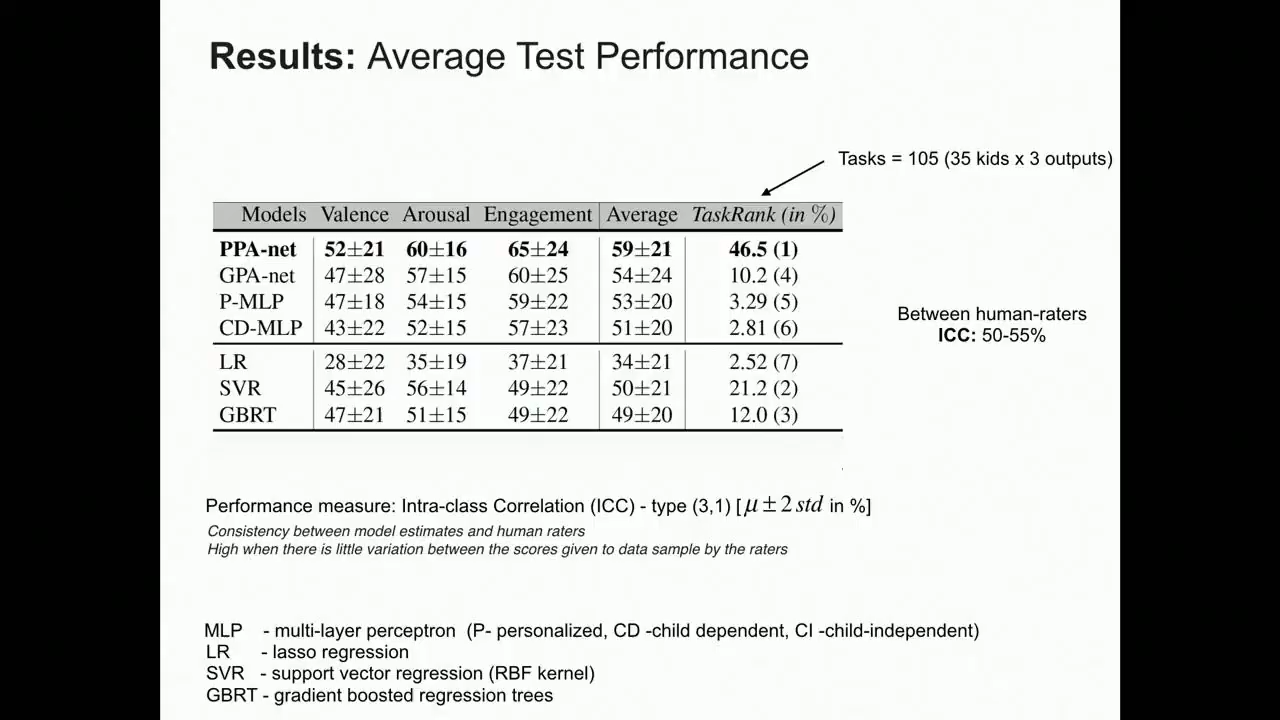 Results: Average Test Performance
Tasks = 105 (35 kids x 3 outputs)
Models Valence Arousal Engagement Average TaskRank (in %)
PPA-net 52±21 60±16 65±24 59±21 46.5 (1)
GPA-net 47±28 57±15 60±25 54±24 10.2 (4)
P-MLP 47±18 54±15 59±22 53±20 3.29 (5)
CD-MLP 43±22 52±15 57±23 51±20 2.81 (6)
LR 28±22 35±19 37±21 34±21 2.52 (7)
SVR 45±26 56±14 49±22 50±21 21.2 (2)
GBRT 47±21 51±15 49±22 49±20 12.0 (3)
Between human-raters
ICC: 50-55%
Performance measure: Intra-class Correlation (ICC) - type (3,1) [ μ ± 2 std in %]
Consistency between model estimates and human raters
High when there is little variation between the scores given to data sample by the raters
MLP - multi-layer perceptron (P- personalized, CD -child dependent, CI -child-independent)
LR - lasso regression
SVR - support vector regression (RBF kernel)
GBRT - gradient boosted regression trees